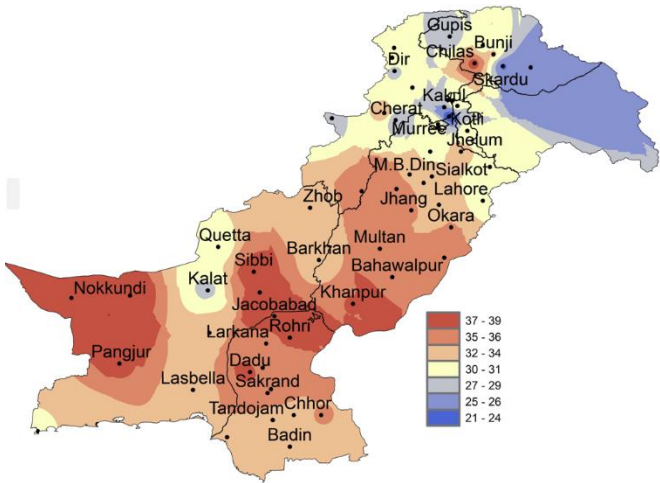 Gupis
Bunji
Chilas
Dir
Skardu
Kakul
Cherat
Kotli
Murree
Jhelum
M.B.Din
Sialkot
Zhob
Jhang
Lahore
Okara
Quetta
Multan
Barkhan
Sibbi
Bahawalpur
Kalat
Nokkundi
Khanpur
Jacobabad
Larkana
Rohri
Pangjur
Dadu
Lasbella
Sakrand
Tandojam
Chhor
Badin
37 - 39
35 - 36
32 - 34
30 - 31
27 - 29
25 - 26
21 - 24